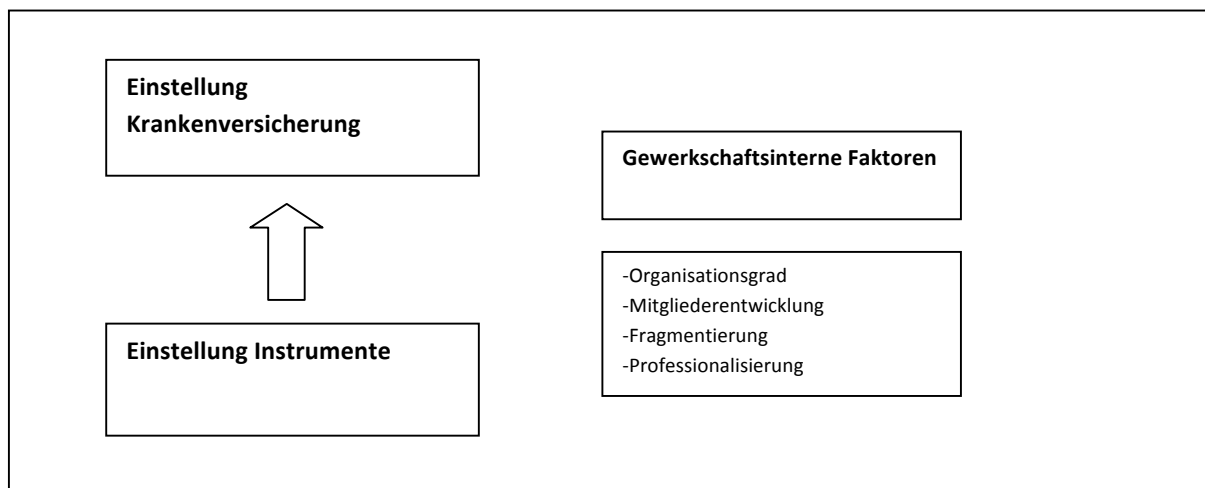 Einstellung
Krankenversicherung
Einstellung Instrumente
Gewerkschaftsinterne Faktoren
-Organisationsgrad
-Mitgliederentwicklung
-Fragmentierung
-Professionalisierung